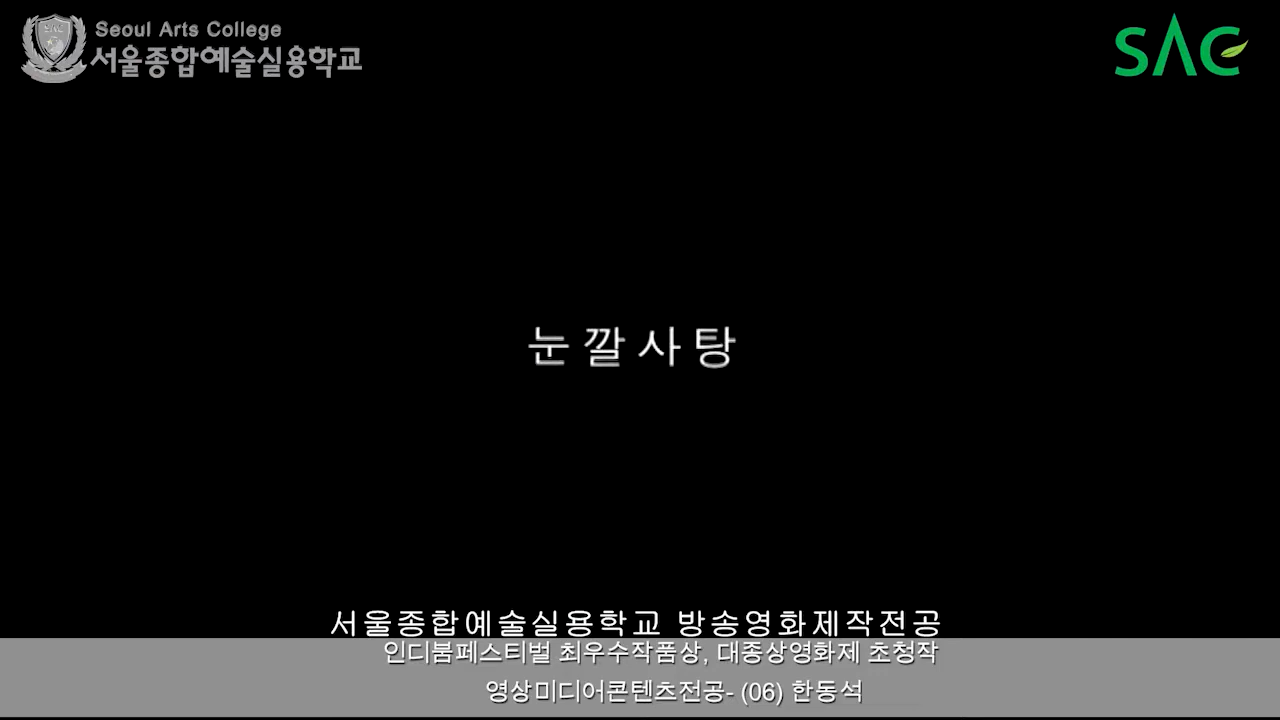 Seoul Arts College
서울종합예술실용학교
SAC
눈깔사탕
서울종합예술실용학교 방송영화제작전공
인디붐페스티벌 최우수작품상, 대종상영화제 초청작
영상미디어콘텐츠전공- (06) 한동석